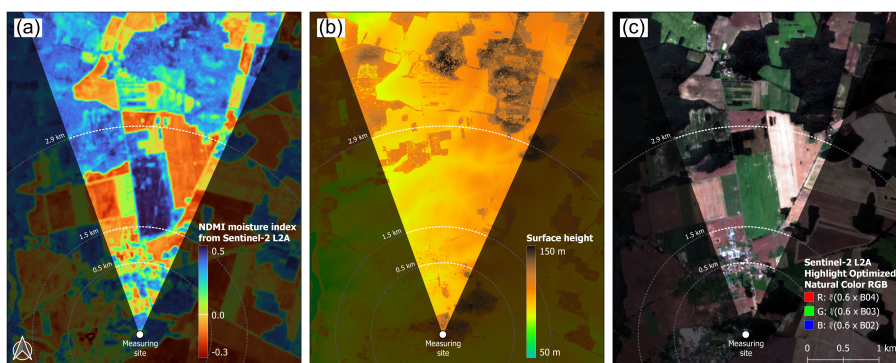 (a)
2.9 km
1.5 km
0.5 km
NDMI moisture index
from Sentinel-2 L2A
0.5
0.0
-0.3
Measuring
site
(b)
2.9 km
1.5 km
0.5 km
Surface height
150 m
50 m
Measuring
site
(c)
2.9 km
1.5 km
0.5 km
Sentinel-2 L2A
Highlight Optimized
Natural Color RGB
R: ∛(0.6 x B04)
G: ∛(0.6 x B03)
B: ∛(0.6 x B02)
Measuring
site
0 1 km